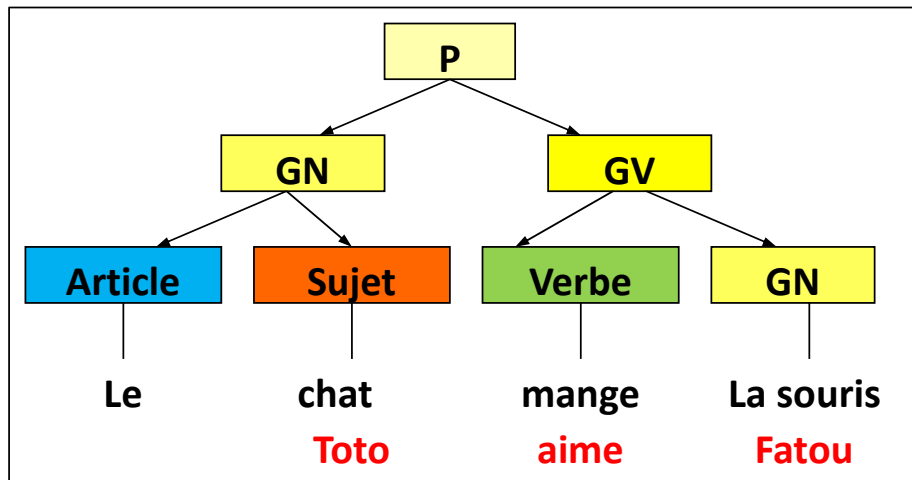 P
GN GV
Article Sujet Verbe GN
Le chat mange La souris
Toto aime Fatou